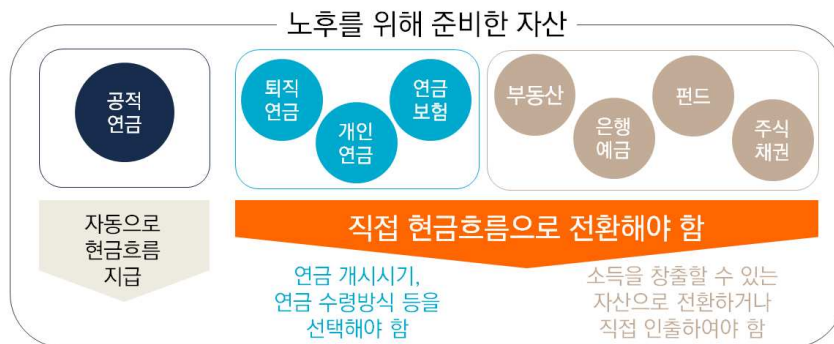 노후를 위해 준비한 자산
공적
연금
퇴직
연금
개인
연금
연금
보험
부동산
은행
예금
펀드
주식
채권
자동으로
현금흐름
지급
직접 현금흐름으로 전환해야 함
연금 개시시기,
연금 수령방식 등을
선택해야 함
소득을 창출할 수 있는
자산으로 전환하거나
직접 인출하여야 함